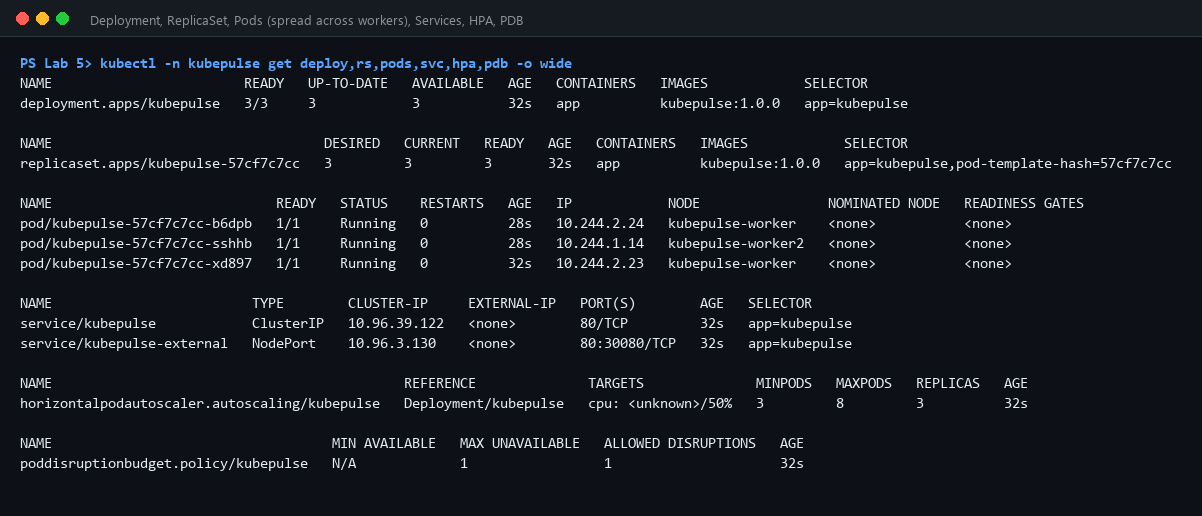 Deployment, ReplicaSet, Pods (spread across workers), Services, HPA, PDB
PS Lab 5> kubectl -n kubepulse get deploy,rs,pods,svc,hpa,pdb -o wide
NAME                        READY   UP-TO-DATE   AVAILABLE   AGE   CONTAINERS   IMAGES            SELECTOR
deployment.apps/kubepulse   3/3     3            3           32s   app          kubepulse:1.0.0   app=kubepulse
NAME                                  DESIRED   CURRENT   READY   AGE   CONTAINERS   IMAGES            SELECTOR
replicaset.apps/kubepulse-57cf7c7cc   3         3         3       32s   app          kubepulse:1.0.0   app=kubepulse,pod-template-hash=57cf7c7cc
NAME                            READY   STATUS    RESTARTS   AGE   IP            NODE                NOMINATED NODE   READINESS GATES
pod/kubepulse-57cf7c7cc-b6dpb   1/1     Running   0          28s   10.244.2.24   kubepulse-worker    <none>           <none>
pod/kubepulse-57cf7c7cc-sshhb   1/1     Running   0          28s   10.244.1.14   kubepulse-worker2   <none>           <none>
pod/kubepulse-57cf7c7cc-xd897   1/1     Running   0          32s   10.244.2.23   kubepulse-worker    <none>           <none>
NAME                         TYPE        CLUSTER-IP     EXTERNAL-IP   PORT(S)        AGE   SELECTOR
service/kubepulse            ClusterIP   10.96.39.122   <none>        80/TCP         32s   app=kubepulse
service/kubepulse-external   NodePort    10.96.3.130    <none>        80:30080/TCP   32s   app=kubepulse
NAME                                            REFERENCE              TARGETS              MINPODS   MAXPODS   REPLICAS   AGE
horizontalpodautoscaler.autoscaling/kubepulse   Deployment/kubepulse   cpu: <unknown>/50%   3         8         3          32s
NAME                                   MIN AVAILABLE   MAX UNAVAILABLE   ALLOWED DISRUPTIONS   AGE
poddisruptionbudget.policy/kubepulse   N/A             1                 1                     32s